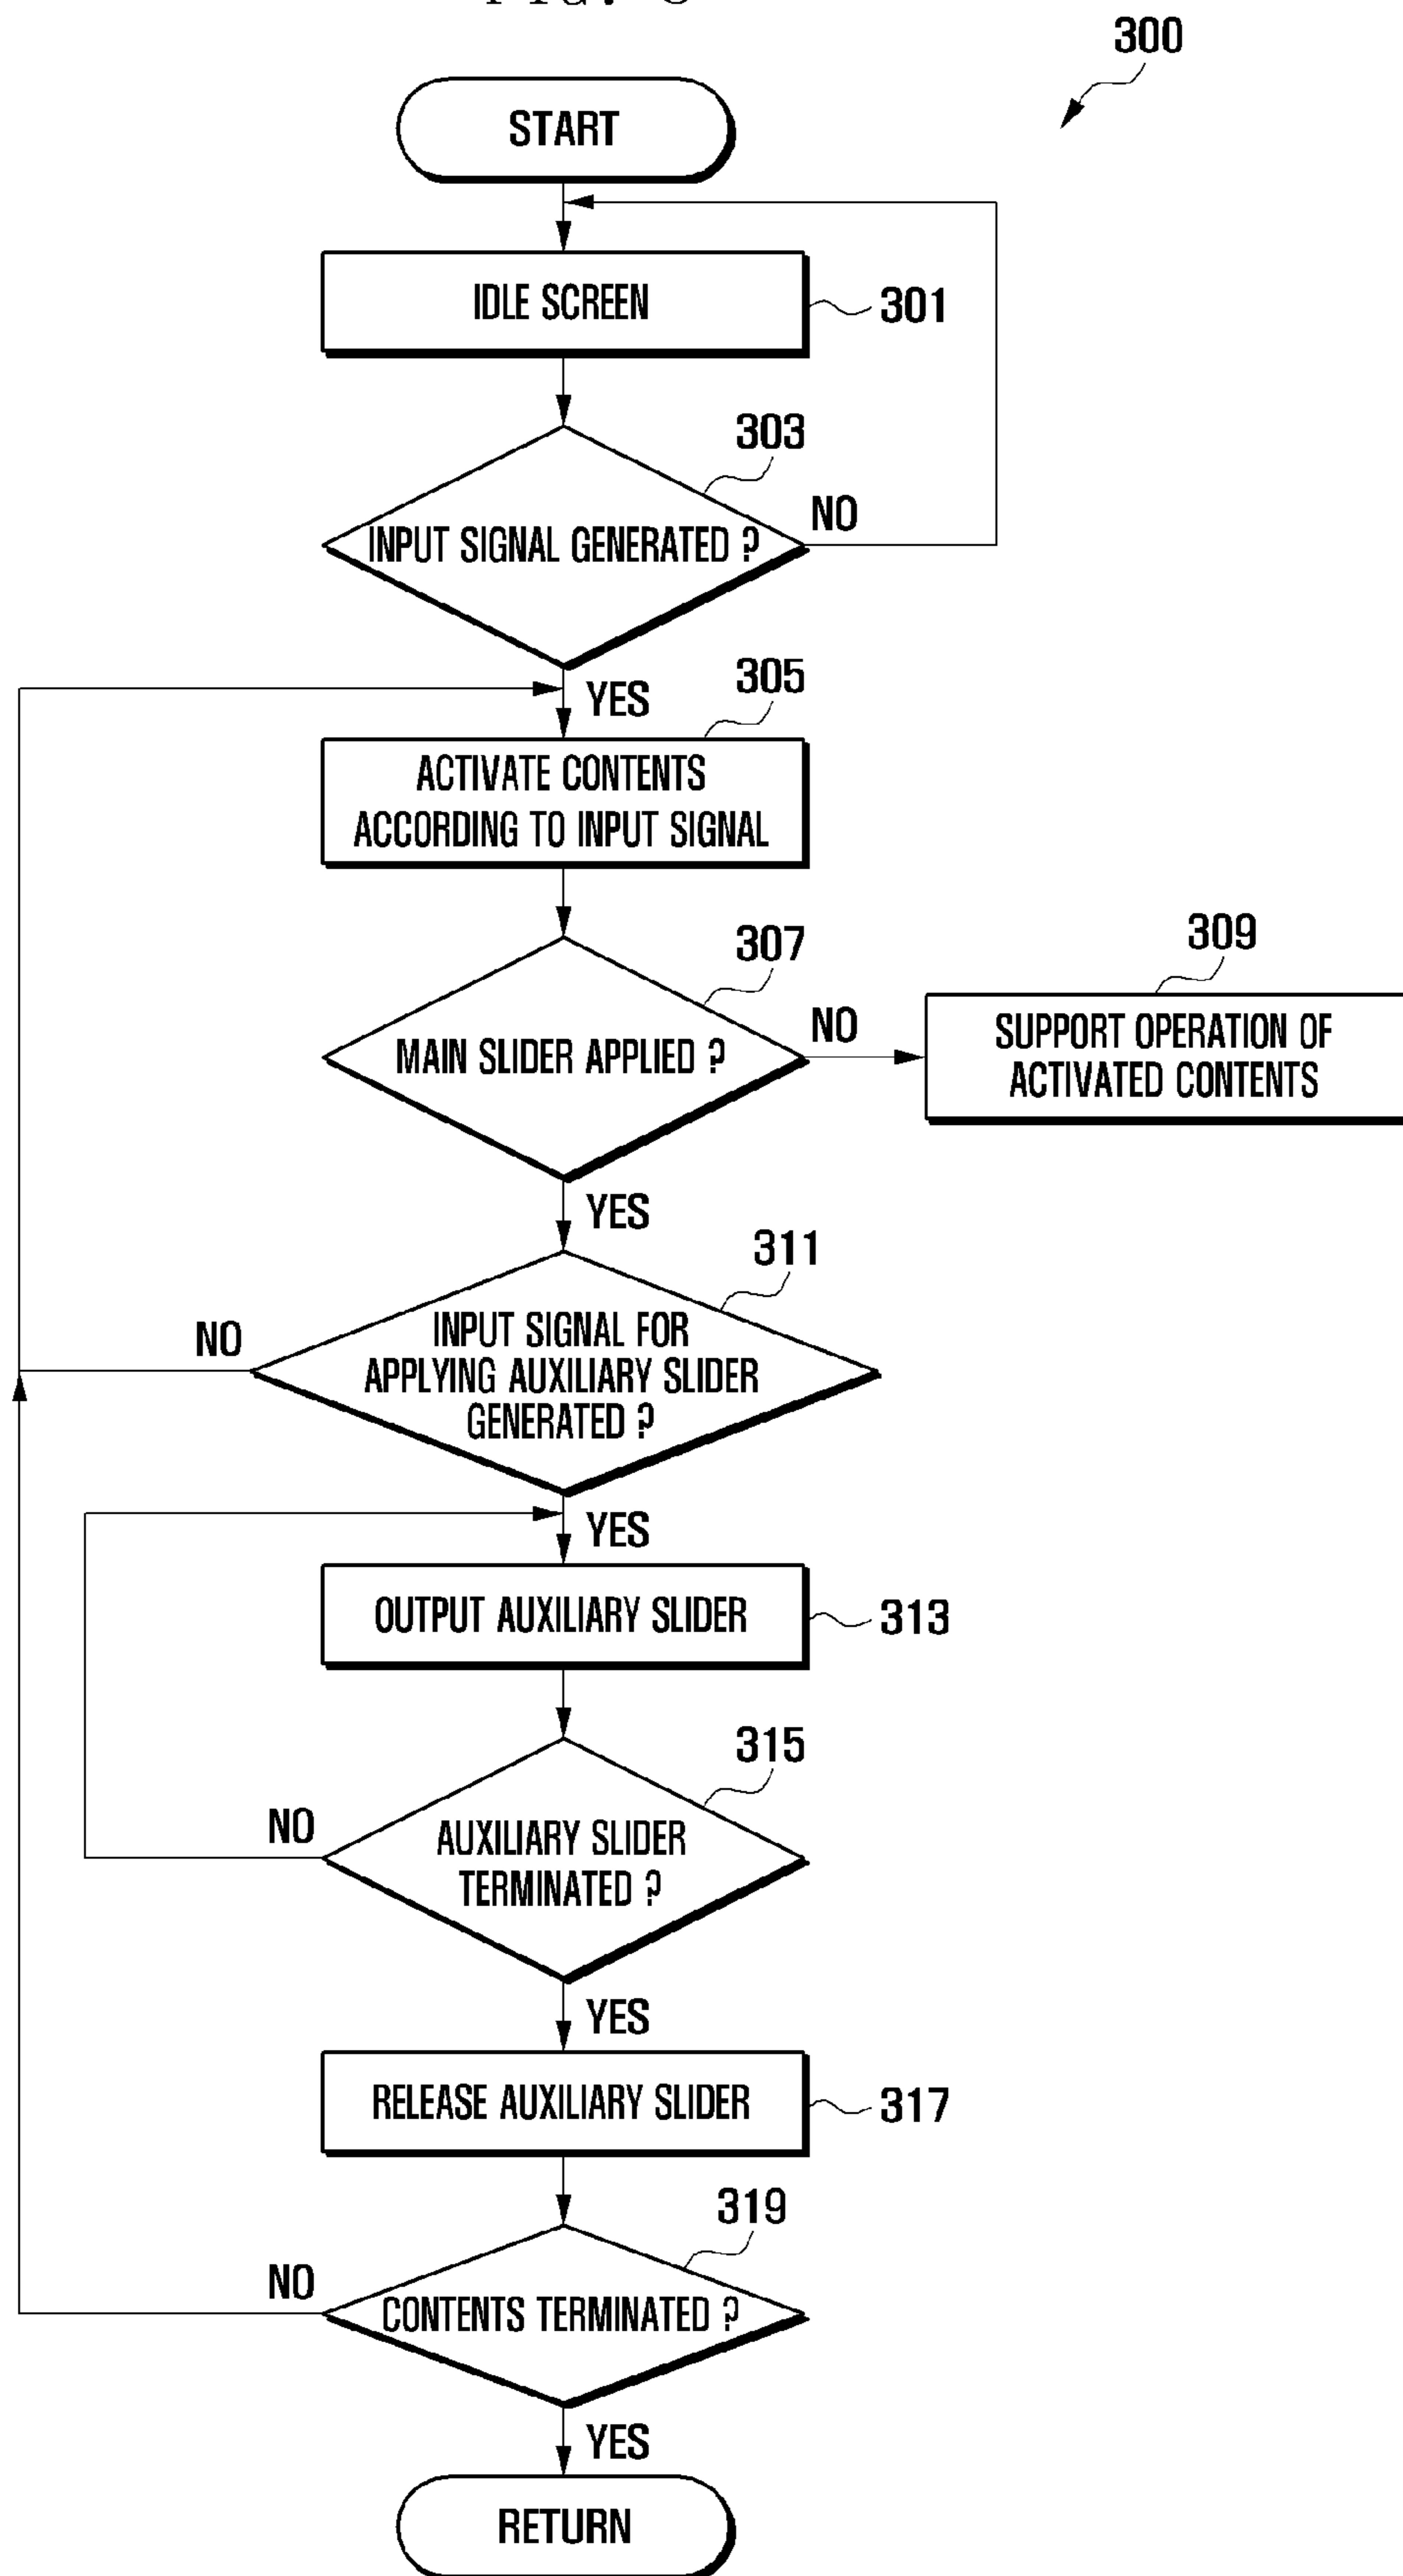 300
START
IDLE SCREEN
301
303
INPUT SIGNAL GENERATED ?
NO
YES
305
ACTIVATE CONTENTS
ACCORDING TO INPUT SIGNAL
307
MAIN SLIDER APPLIED ?
NO
309
SUPPORT OPERATION OF
ACTIVATED CONTENTS
YES
311
NO
INPUT SIGNAL FOR
APPLYING AUXILIARY SLIDER
GENERATED ?
YES
OUTPUT AUXILIARY SLIDER
313
315
NO
AUXILIARY SLIDER
TERMINATED ?
YES
RELEASE AUXILIARY SLIDER
317
319
NO
CONTENTS TERMINATED ?
YES
RETURN